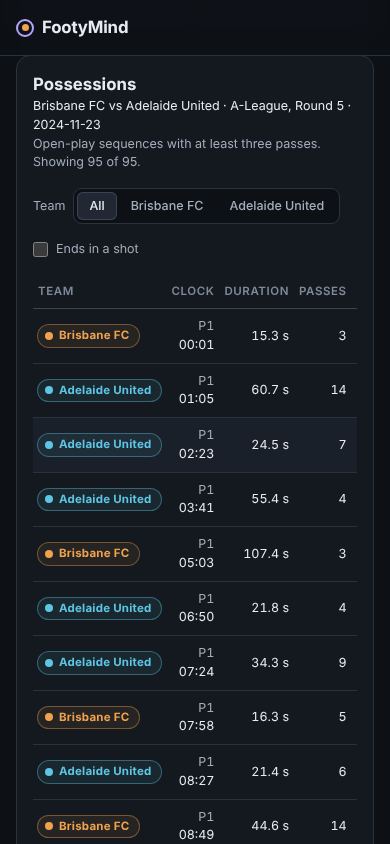 FootyMind
Possessions
Brisbane FC vs Adelaide United · A-League, Round 5 ·
2024-11-23
Open-play sequences with at least three passes.
Showing 95 of 95.
Team All Brisbane FC Adelaide United
Ends in a shot
TEAM CLOCK DURATION PASSES
Brisbane FC P1 00:01 15.3 s 3
Adelaide United P1 01:05 60.7 s 14
Adelaide United P1 02:23 24.5 s 7
Adelaide United P1 03:41 55.4 s 4
Brisbane FC P1 05:03 107.4 s 3
Adelaide United P1 06:50 21.8 s 4
Adelaide United P1 07:24 34.3 s 9
Brisbane FC P1 07:58 16.3 s 5
Adelaide United P1 08:27 21.4 s 6
Brisbane FC P1 08:49 44.6 s 14